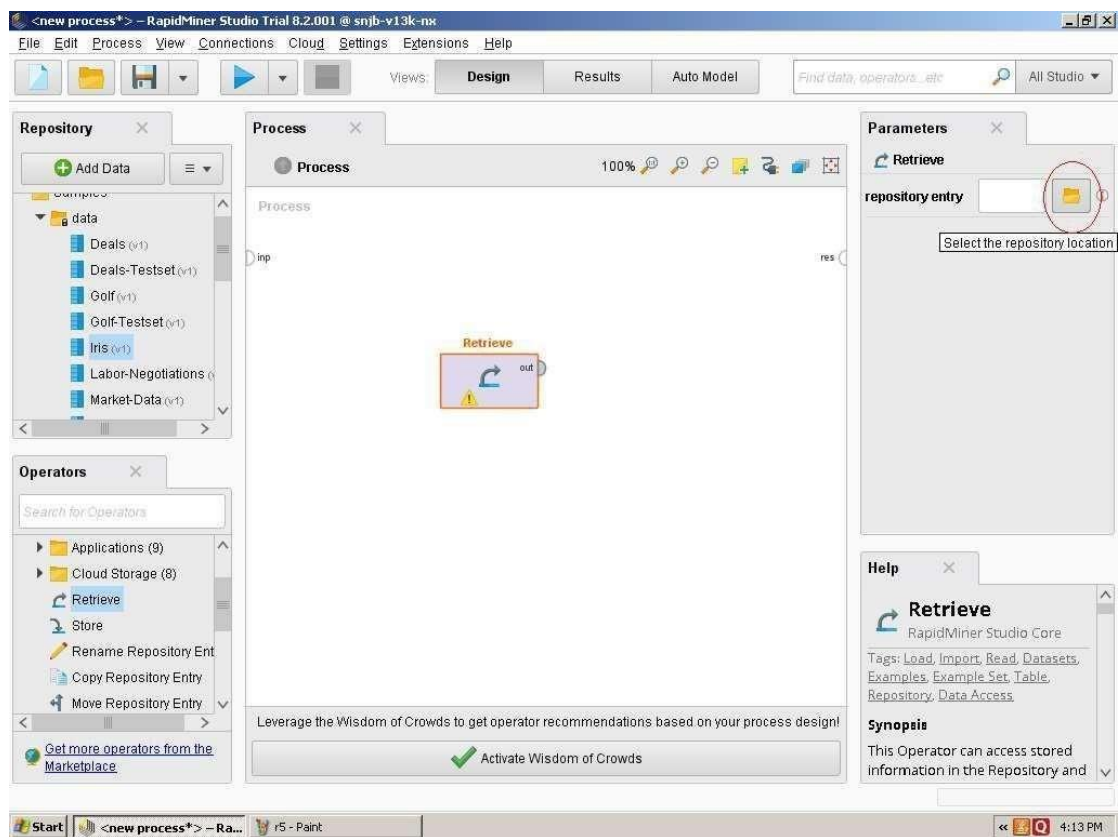 <new process*> – RapidMiner Studio Trial 8.2.001 @ snjb-v13k-nx
File Edit Process View Connections Cloud Settings Extensions Help
Views: Design Results Auto Model
Find data, operators...etc
All Studio
Repository
Add Data
Samples
data
Deals (v1)
Deals-Testset (v1)
Golf (v1)
Golf-Testset (v1)
Iris (v1)
Labor-Negotiations
Market-Data (v1)
Operators
Search for Operators
Applications (9)
Cloud Storage (8)
Retrieve
Store
Rename Repository Ent
Copy Repository Entry
Move Repository Entry
Get more operators from the
Marketplace
Process
Process
100%
Process
inp
res
Retrieve
out
Leverage the Wisdom of Crowds to get operator recommendations based on your process design!
Activate Wisdom of Crowds
Parameters
Retrieve
repository entry
Select the repository location
Help
Retrieve
RapidMiner Studio Core
Tags: Load, Import, Read, Datasets,
Examples, Example Set, Table,
Repository, Data Access
Synopsis
This Operator can access stored
information in the Repository and
Start
<new process*> – Ra...
r5 - Paint
4:13 PM